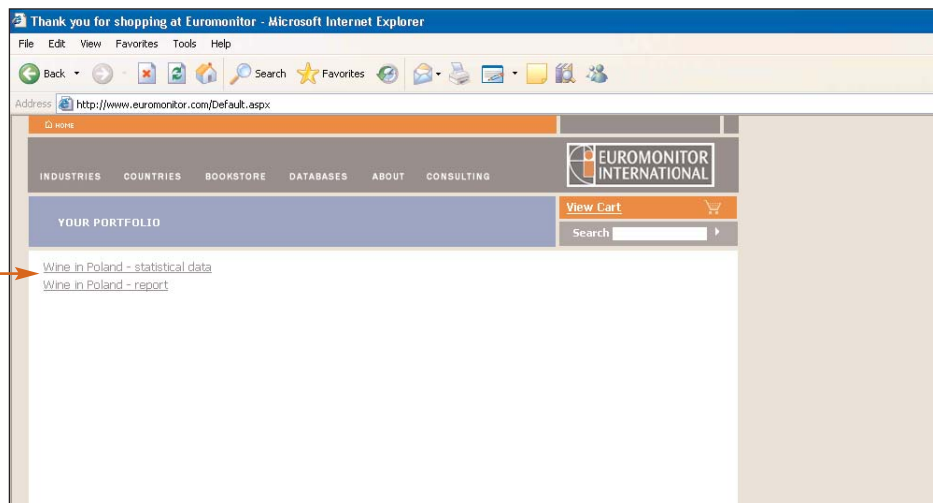 Thank you for shopping at Euromonitor - Microsoft Internet Explorer
File Edit View Favorites Tools Help
Back Search Favorites
Address http://www.euromonitor.com/Default.aspx
HOME
EUROMONITOR
INTERNATIONAL
INDUSTRIES COUNTRIES BOOKSTORE DATABASES ABOUT CONSULTING
View Cart
YOUR PORTFOLIO
Search
Wine in Poland - statistical data
Wine in Poland - report